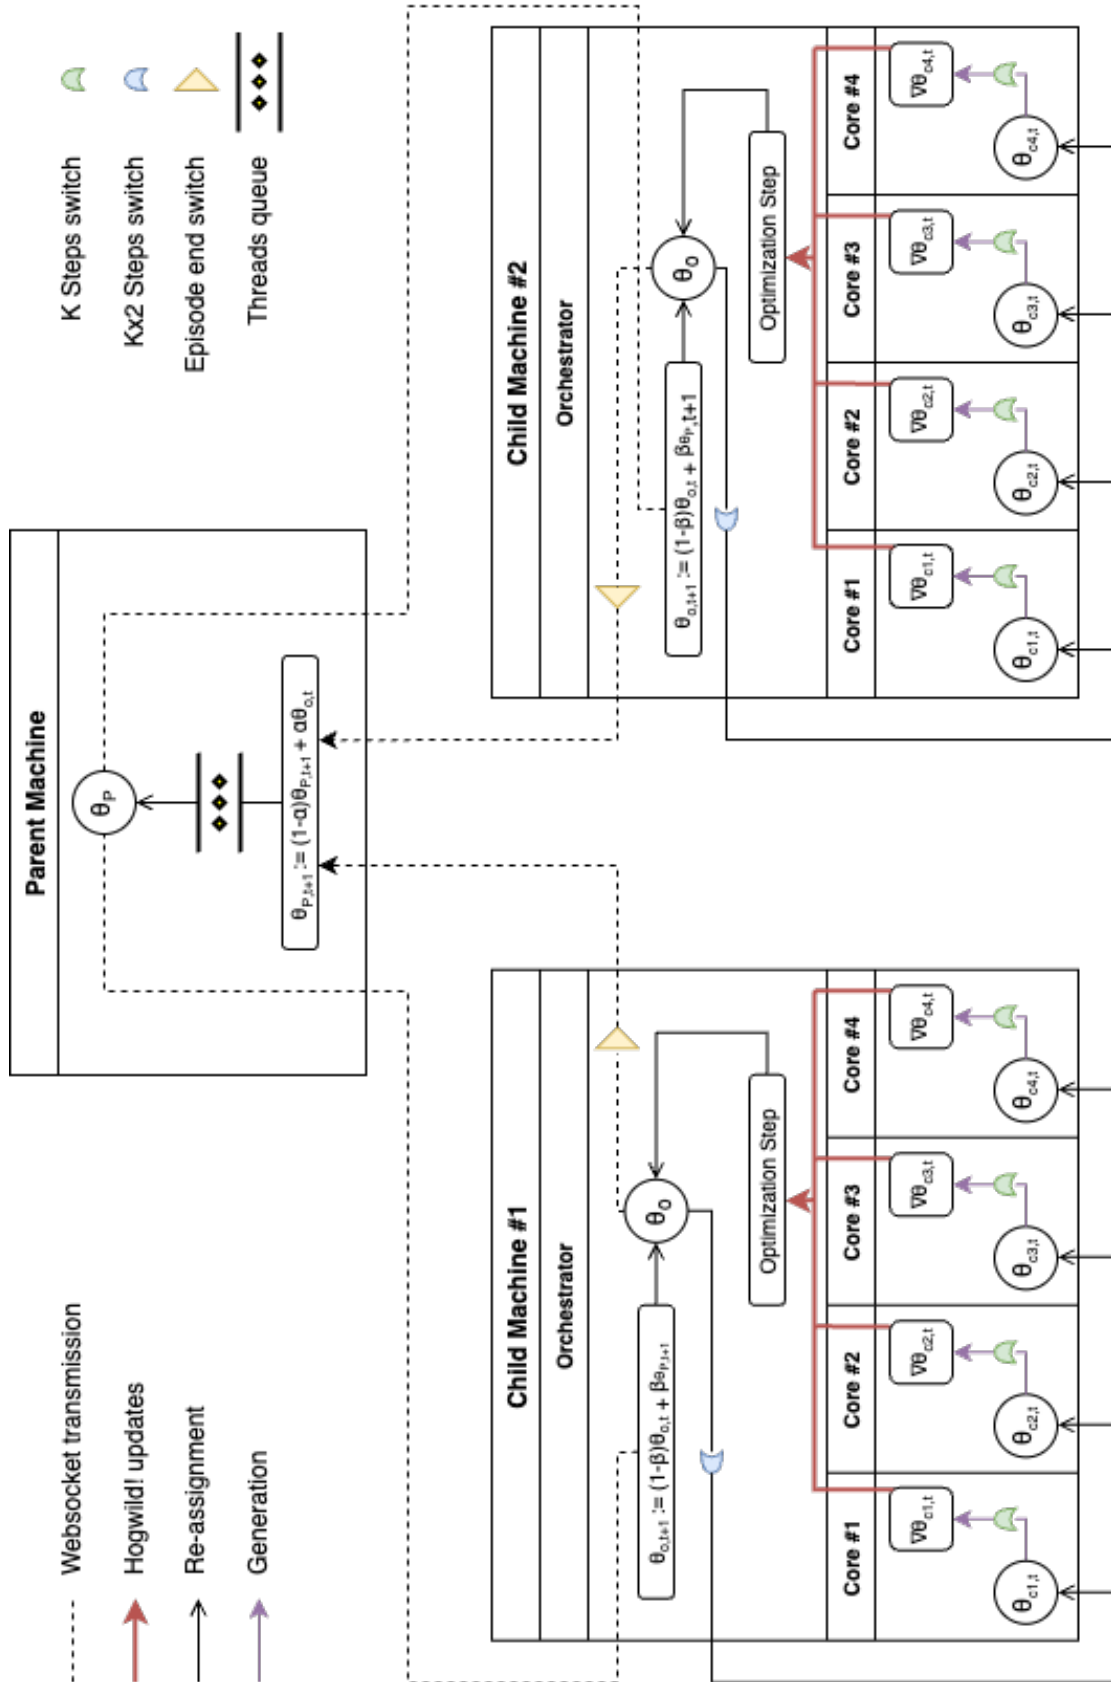 Websocket transmission
Hogwild! updates
Re-assignment
Generation
K Steps switch
Kx2 Steps switch
Episode end switch
Threads queue
Parent Machine
θP
θP,t+1 := (1-α)θP,t+1 + αθo,t
Child Machine #1
Orchestrator
θo,t+1 := (1-β)θo,t + βθP,t+1
θO
Optimization Step
Core #1
Core #2
Core #3
Core #4
∇θc1,t
∇θc2,t
∇θc3,t
∇θc4,t
θc1,t
θc2,t
θc3,t
θc4,t
Child Machine #2
Orchestrator
θo,t+1 := (1-β)θo,t + βθP,t+1
θO
Optimization Step
Core #1
Core #2
Core #3
Core #4
∇θc1,t
∇θc2,t
∇θc3,t
∇θc4,t
θc1,t
θc2,t
θc3,t
θc4,t